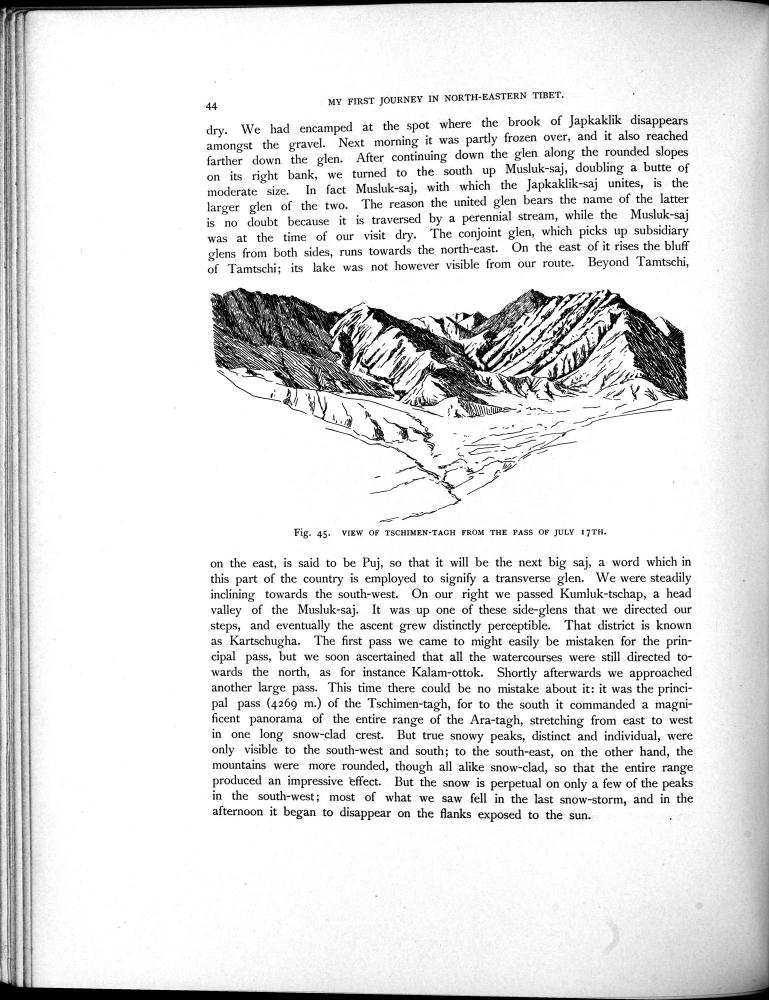 44
MY FIRST JOURNEY IN NORTH-EASTERN TIBET.
dry. We had encamped at the spot where the brook of Japkaklik disappears
amongst the gravel. Next morning it was partly frozen over, and it also reached
farther down the glen. After continuing down the glen along the rounded slopes
on its right bank, we turned to the south up Musluk-saj, doubling a butte of
moderate size. In fact Musluk-saj, with which the Japkaklik-saj unites, is the
larger glen of the two. The reason the united glen bears the name of the latter
is no doubt because it is traversed by a perennial stream, while the Musluk-saj
was at the time of our visit dry. The conjoint glen, which picks up subsidiary
glens from both sides, runs towards the north-east. On the east of it rises the bluff
of Tamtschi; its lake was not however visible from our route. Beyond Tamtschi,
Fig. 45. VIEW OF TSCHIMEN-TAGH FROM THE PASS OF JULY 17TH.
on the east, is said to be Puj, so that it will be the next big saj, a word which in
this part of the country is employed to signify a transverse glen. We were steadily
inclining towards the south-west. On our right we passed Kumluk-tschap, a head
valley of the Musluk-saj. It was up one of these side-glens that we directed our
steps, and eventually the ascent grew distinctly perceptible. That district is known
as Kartschugha. The first pass we came to might easily be mistaken for the prin-
cipal pass, but we soon ascertained that all the watercourses were still directed to-
wards the north, as for instance Kalam-ottok. Shortly afterwards we approached
another large pass. This time there could be no mistake about it: it was the princi-
pal pass (4269 m.) of the Tschimen-tagh, for to the south it commanded a magni-
ficent panorama of the entire range of the Ara-tagh, stretching from east to west
in one long snow-clad crest. But true snowy peaks, distinct and individual, were
only visible to the south-west and south; to the south-east, on the other hand, the
mountains were more rounded, though all alike snow-clad, so that the entire range
produced an impressive effect. But the snow is perpetual on only a few of the peaks
in the south-west; most of what we saw fell in the last snow-storm, and in the
afternoon it began to disappear on the flanks exposed to the sun.